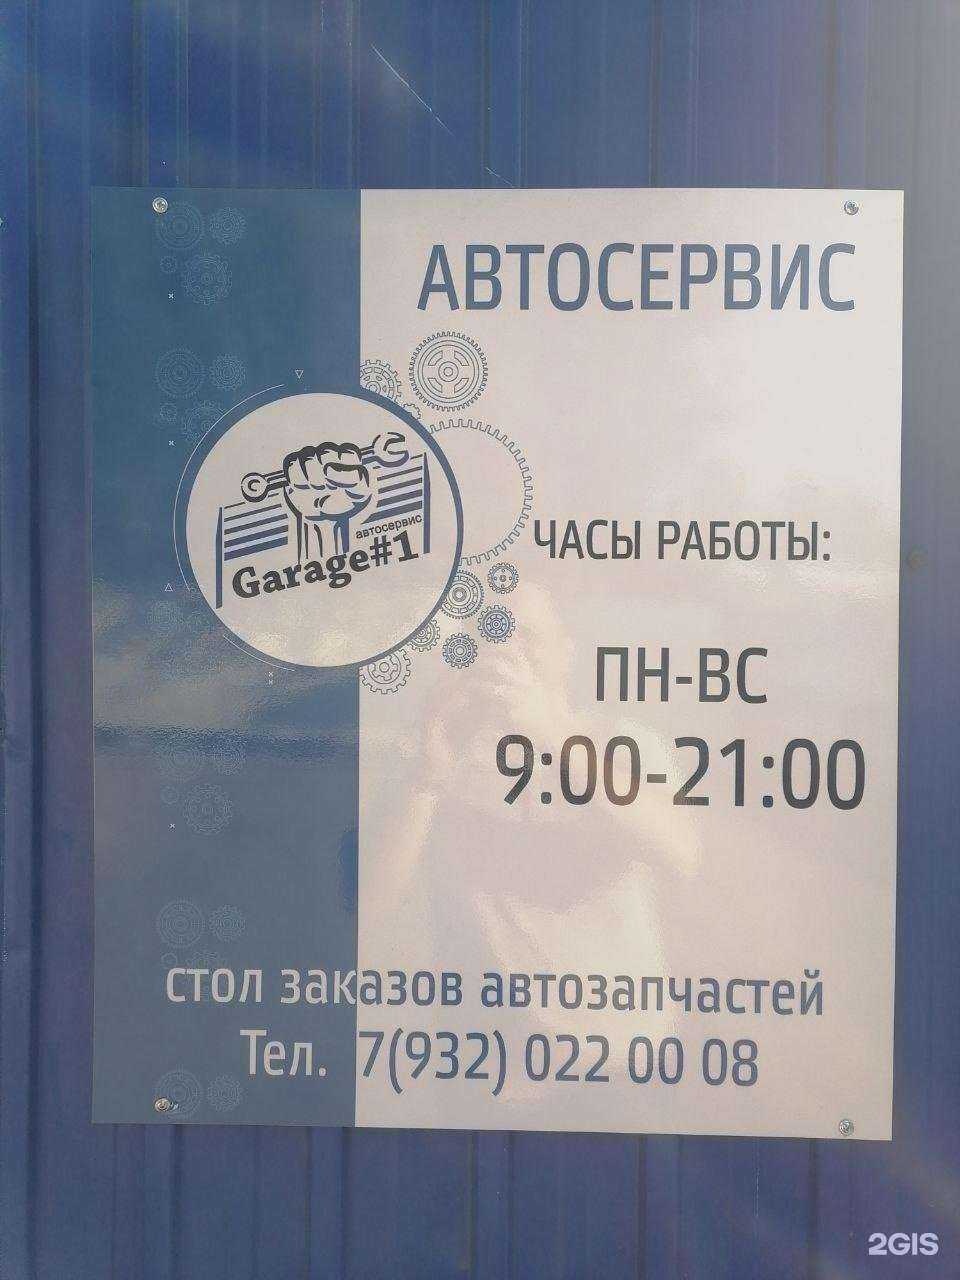 АВТОСЕРВИС
автосервис
Garage#1
ЧАСЫ РАБОТЫ:
ПН-ВС
9:00-21:00
стол заказов автозапчастей
Тел. 7(932) 022 00 08
2GIS